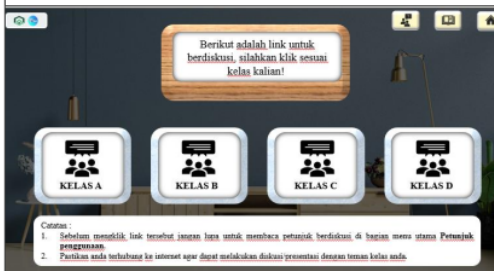 Berikut adalah link untuk
berdiskusi, silahkan klik sesuai
kelas kalian!
KELAS A
KELAS B
KELAS C
KELAS D
Catatan :
1. Sebelum mengklik link tersebut jangan lupa untuk membaca petunjuk berdiskusi di bagian menu utama Petunjuk
penggunaan.
2. Pastikan anda terhubung ke internet agar dapat melakukan diskusi/presentasi dengan teman kelas anda.